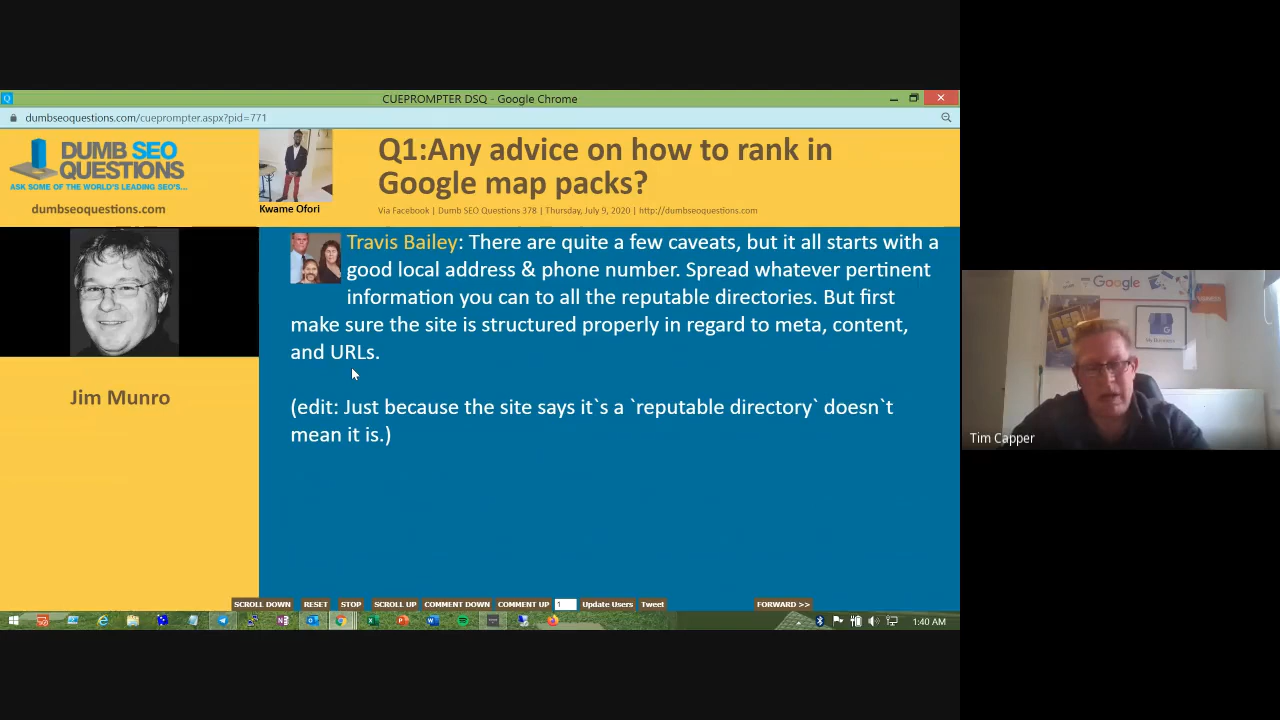 CUEPROMPTER DSQ - Google Chrome
dumbseoquestions.com/cueprompter.aspx?pid=771
DUMB SEO
QUESTIONS
ASK SOME OF THE WORLD'S LEADING SEO'S...
dumbseoquestions.com
Kwame Ofori
Q1:Any advice on how to rank in
Google map packs?
Via Facebook | Dumb SEO Questions 378 | Thursday, July 9, 2020 | http://dumbseoquestions.com
Jim Munro
Travis Bailey: There are quite a few caveats, but it all starts with a
good local address & phone number. Spread whatever pertinent
information you can to all the reputable directories. But first
make sure the site is structured properly in regard to meta, content,
and URLs.
(edit: Just because the site says it`s a `reputable directory` doesn`t
mean it is.)
SCROLL DOWN RESET STOP SCROLL UP COMMENT DOWN COMMENT UP 1 Update Users Tweet FORWARD >>
1:40 AM
Google
Tim Capper